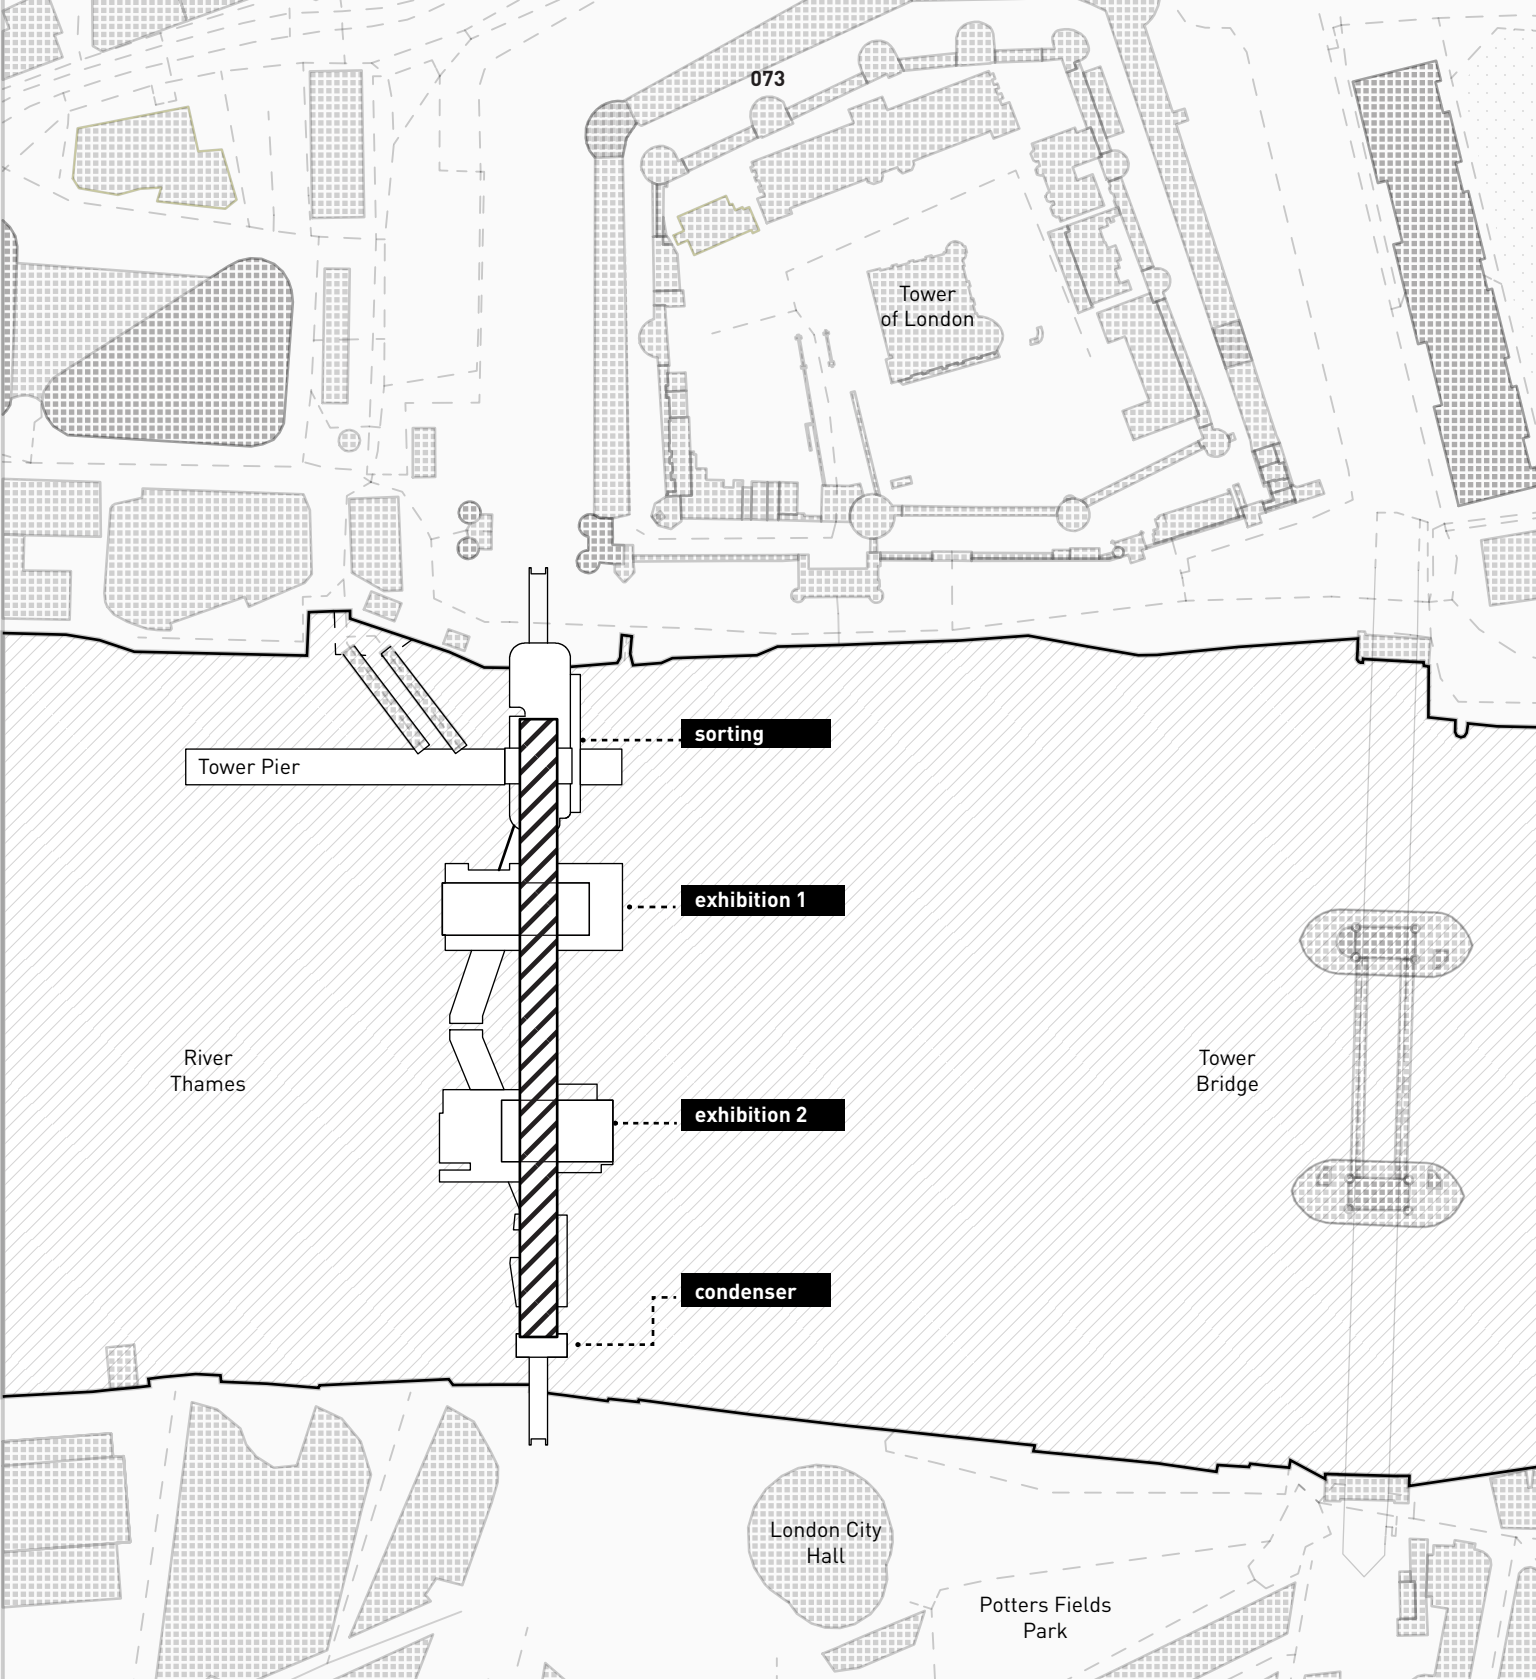 073
Tower
of London
sorting
Tower Pier
exhibition 1
River
Thames
Tower
Bridge
exhibition 2
condenser
London City
Hall
Potters Fields
Park